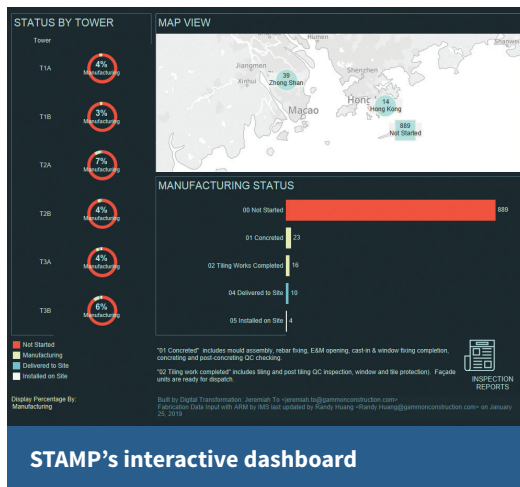 STATUS BY TOWER
Tower
T1A
4%
Manufacturing
T1B
3%
Manufacturing
T2A
7%
Manufacturing
T2B
4%
Manufacturing
T3A
4%
Manufacturing
T3B
6%
Manufacturing
Not Started
Manufacturing
Delivered to Site
Installed on Site
Display Percentage By:
Manufacturing
MAP VIEW
Humen
Shanwei
Jiangmen
Xinhui
Shenzhen
39
Zhong Shan
Macao
Hong
14
Hong Kong
889
Not Started
MANUFACTURING STATUS
00 Not Started
889
01 Concreted
23
02 Tiling Works Completed
16
04 Delivered to Site
10
05 Installed on Site
4
"01 Concreted" includes mould assembly, rebar fixing, E&M opening, cast-in & window fixing completion,
concreting and post-concreting QC checking.
"02 Tiling work completed" includes tiling and post tiling QC inspection, window and tile protection). Façade
units are ready for dispatch.
INSPECTION
REPORTS
Built by Digital Transformation: Jeremiah To <jeremiah.to@gammonconstruction.com>
Fabrication Data Input with ARM by iMS last updated by Randy Huang <Randy.Huang@gammonconstruction.com> on January
25, 2019
STAMP's interactive dashboard